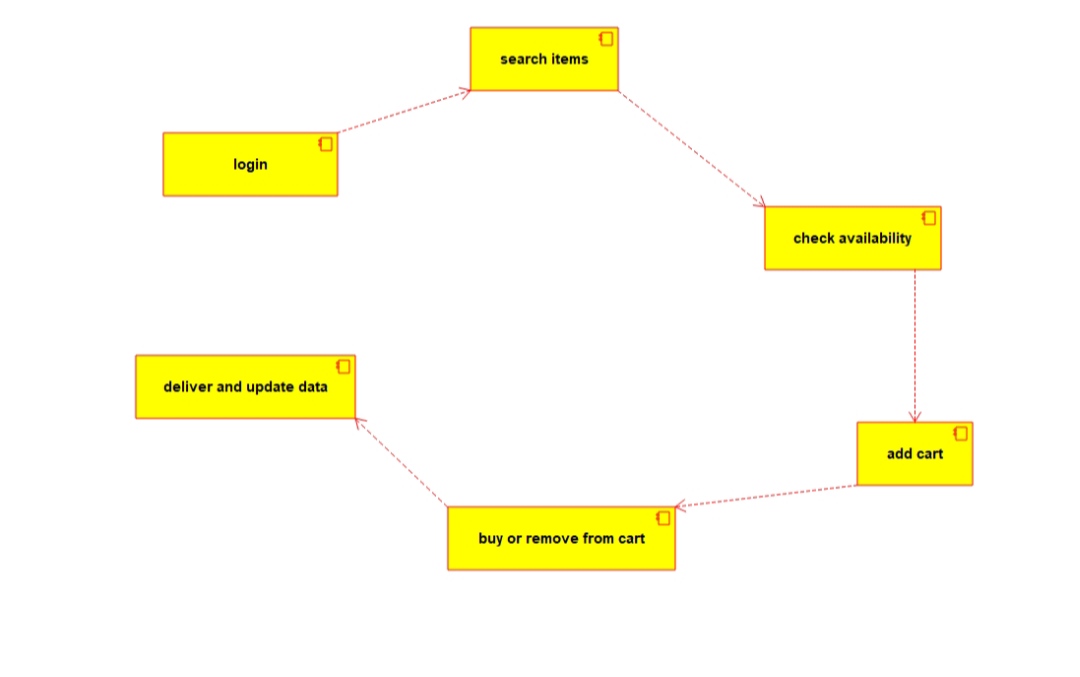 search items
login
check availability
deliver and update data
add cart
buy or remove from cart